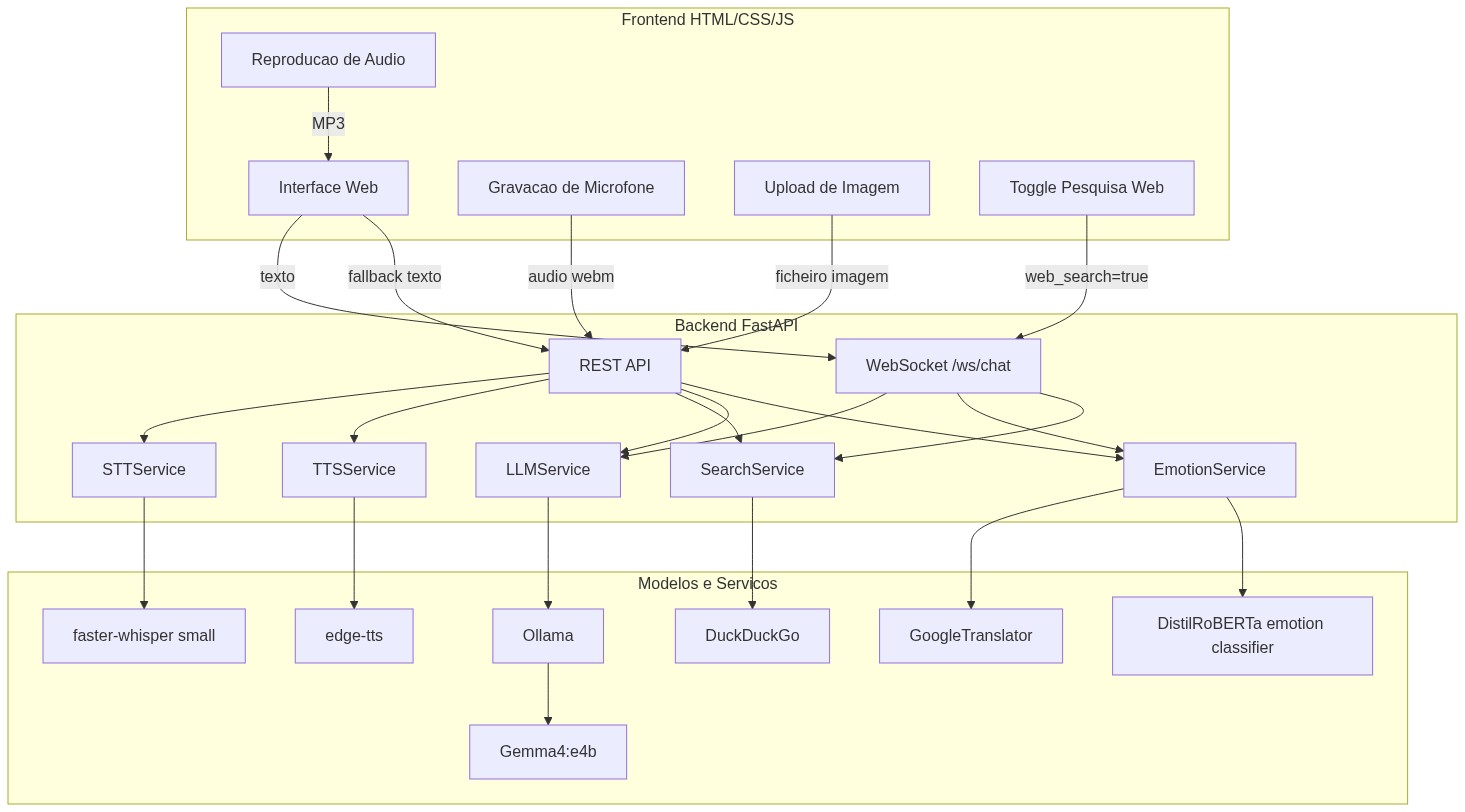 Frontend HTML/CSS/JS
Reproducao de Audio
MP3
Interface Web
Gravacao de Microfone
Upload de Imagem
Toggle Pesquisa Web
texto
fallback texto
audio webm
ficheiro imagem
web_search=true
Backend FastAPI
REST API
WebSocket /ws/chat
STTService
TTSService
LLMService
SearchService
EmotionService
Modelos e Servicos
faster-whisper small
edge-tts
Ollama
DuckDuckGo
GoogleTranslator
DistilRoBERTa emotion
classifier
Gemma4:e4b